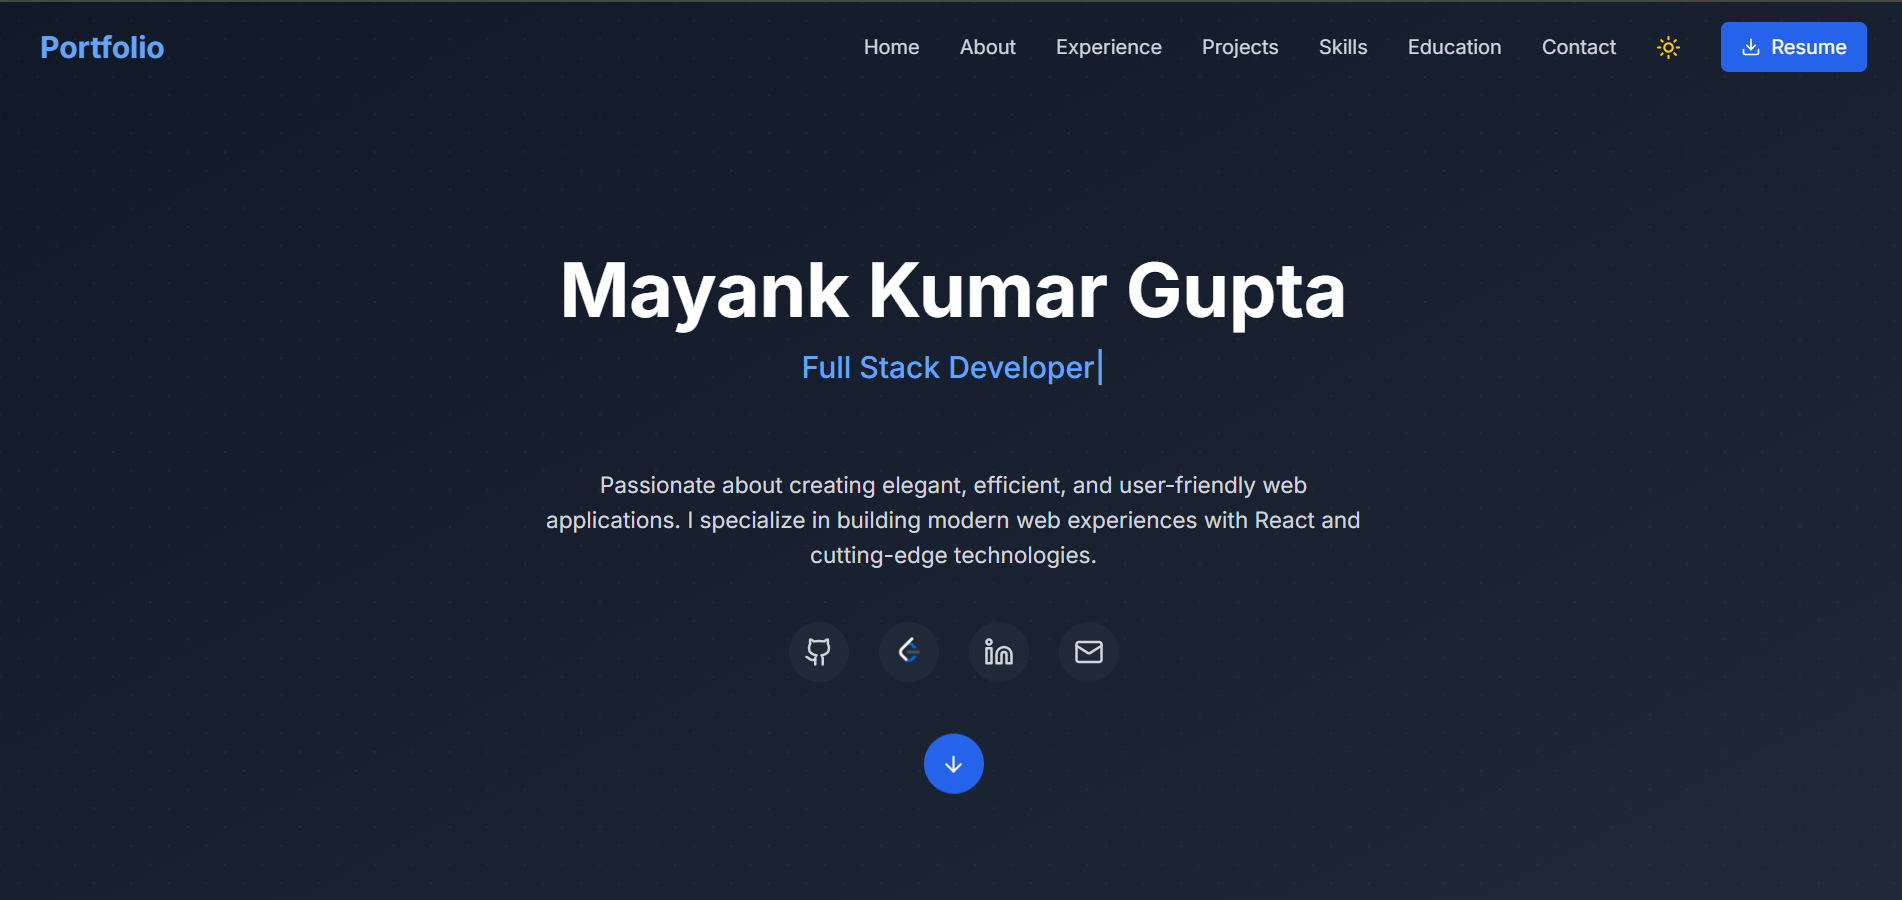 Portfolio
Home About Experience Projects Skills Education Contact Resume
Mayank Kumar Gupta
Full Stack Developer
Passionate about creating elegant, efficient, and user-friendly web
applications. I specialize in building modern web experiences with React and
cutting-edge technologies.